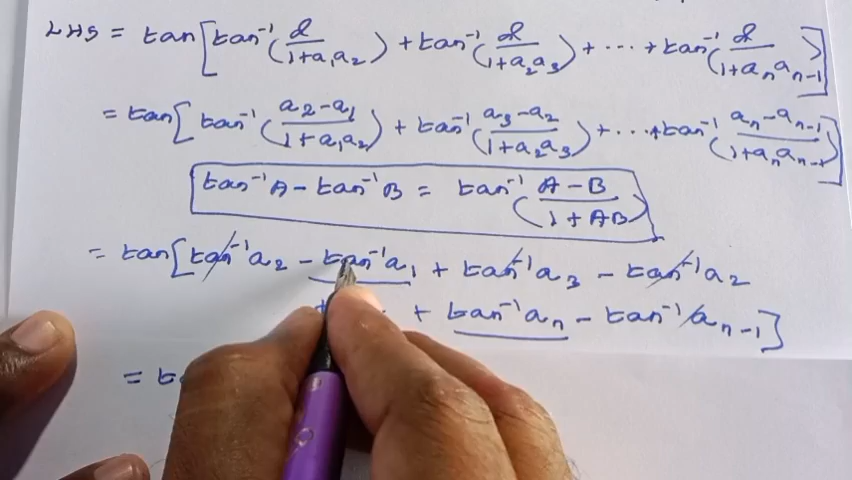 LHS = tan[tan⁻¹(d/(1+a₁a₂)) + tan⁻¹(d/(1+a₂a₃)) + ... + tan⁻¹(d/(1+aₙaₙ₋₁))]
= tan[tan⁻¹((a₂-a₁)/(1+a₁a₂)) + tan⁻¹((a₃-a₂)/(1+a₂a₃)) + ... + tan⁻¹((aₙ-aₙ₋₁)/(1+aₙaₙ₋₁))]
tan⁻¹A - tan⁻¹B = tan⁻¹((A-B)/(1+AB))
= tan[tan⁻¹a₂ - tan⁻¹a₁ + tan⁻¹a₃ - tan⁻¹a₂
+ tan⁻¹aₙ - tan⁻¹aₙ₋₁]
=